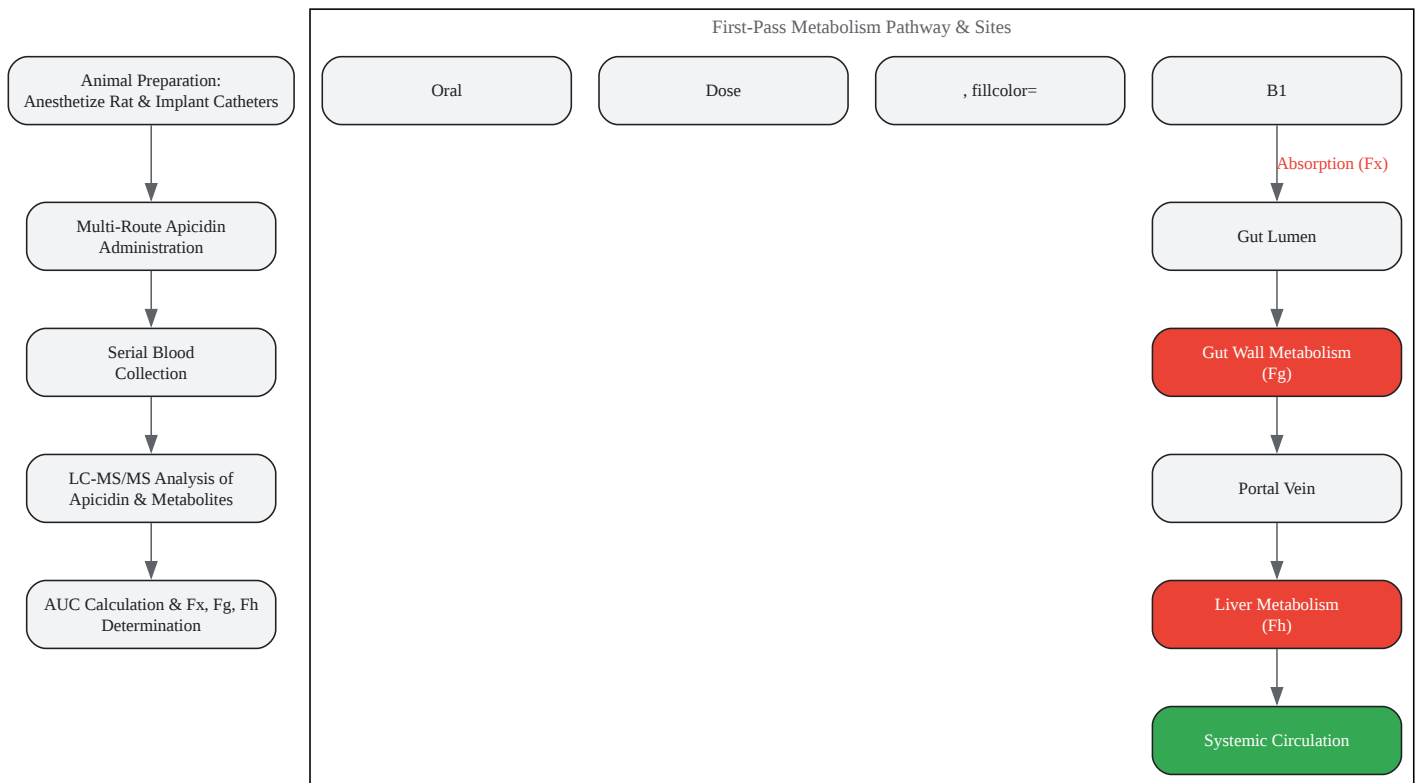 First-Pass Metabolism Pathway & Sites
Animal Preparation:
Anesthetize Rat & Implant Catheters
Multi-Route Apicidin
Administration
Serial Blood
Collection
LC-MS/MS Analysis of
Apicidin & Metabolites
AUC Calculation & Fx, Fg, Fh
Determination
Oral
Dose
, fillcolor=
B1
Absorption (Fx)
Gut Lumen
Gut Wall Metabolism
(Fg)
Portal Vein
Liver Metabolism
(Fh)
Systemic Circulation